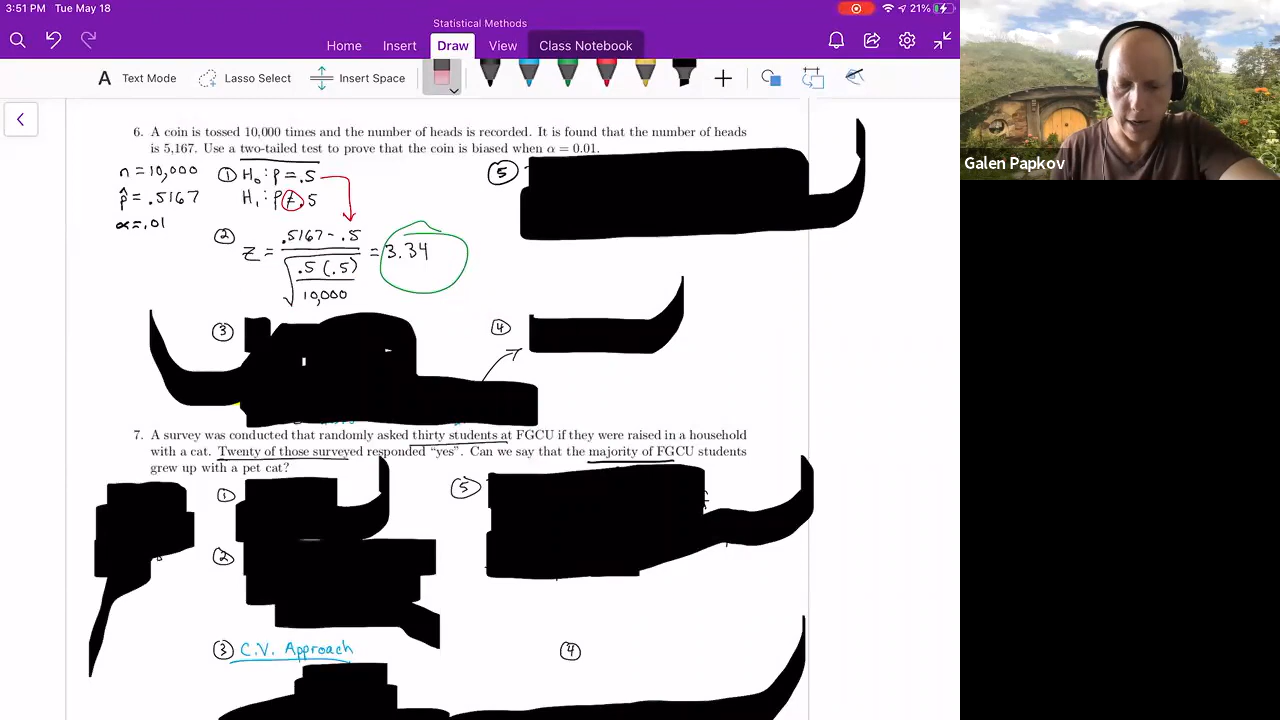 3:51 PM Tue May 18
21%
Statistical Methods
Home Insert Draw View Class Notebook
Text Mode Lasso Select Insert Space
Galen Papkov
6. A coin is tossed 10,000 times and the number of heads is recorded. It is found that the number of heads
is 5,167. Use a two-tailed test to prove that the coin is biased when α = 0.01.
n = 10,000
p̂ = .5167
α = .01
① H₀: p = .5
H₁: p ≠ .5
② Z = .5167 - .5
√ .5(.5)
10,000
= 3.34
③
④
⑤
7. A survey was conducted that randomly asked thirty students at FGCU if they were raised in a household
with a cat. Twenty of those surveyed responded “yes”. Can we say that the majority of FGCU students
grew up with a pet cat?
①
②
③ C.V. Approach
④
⑤